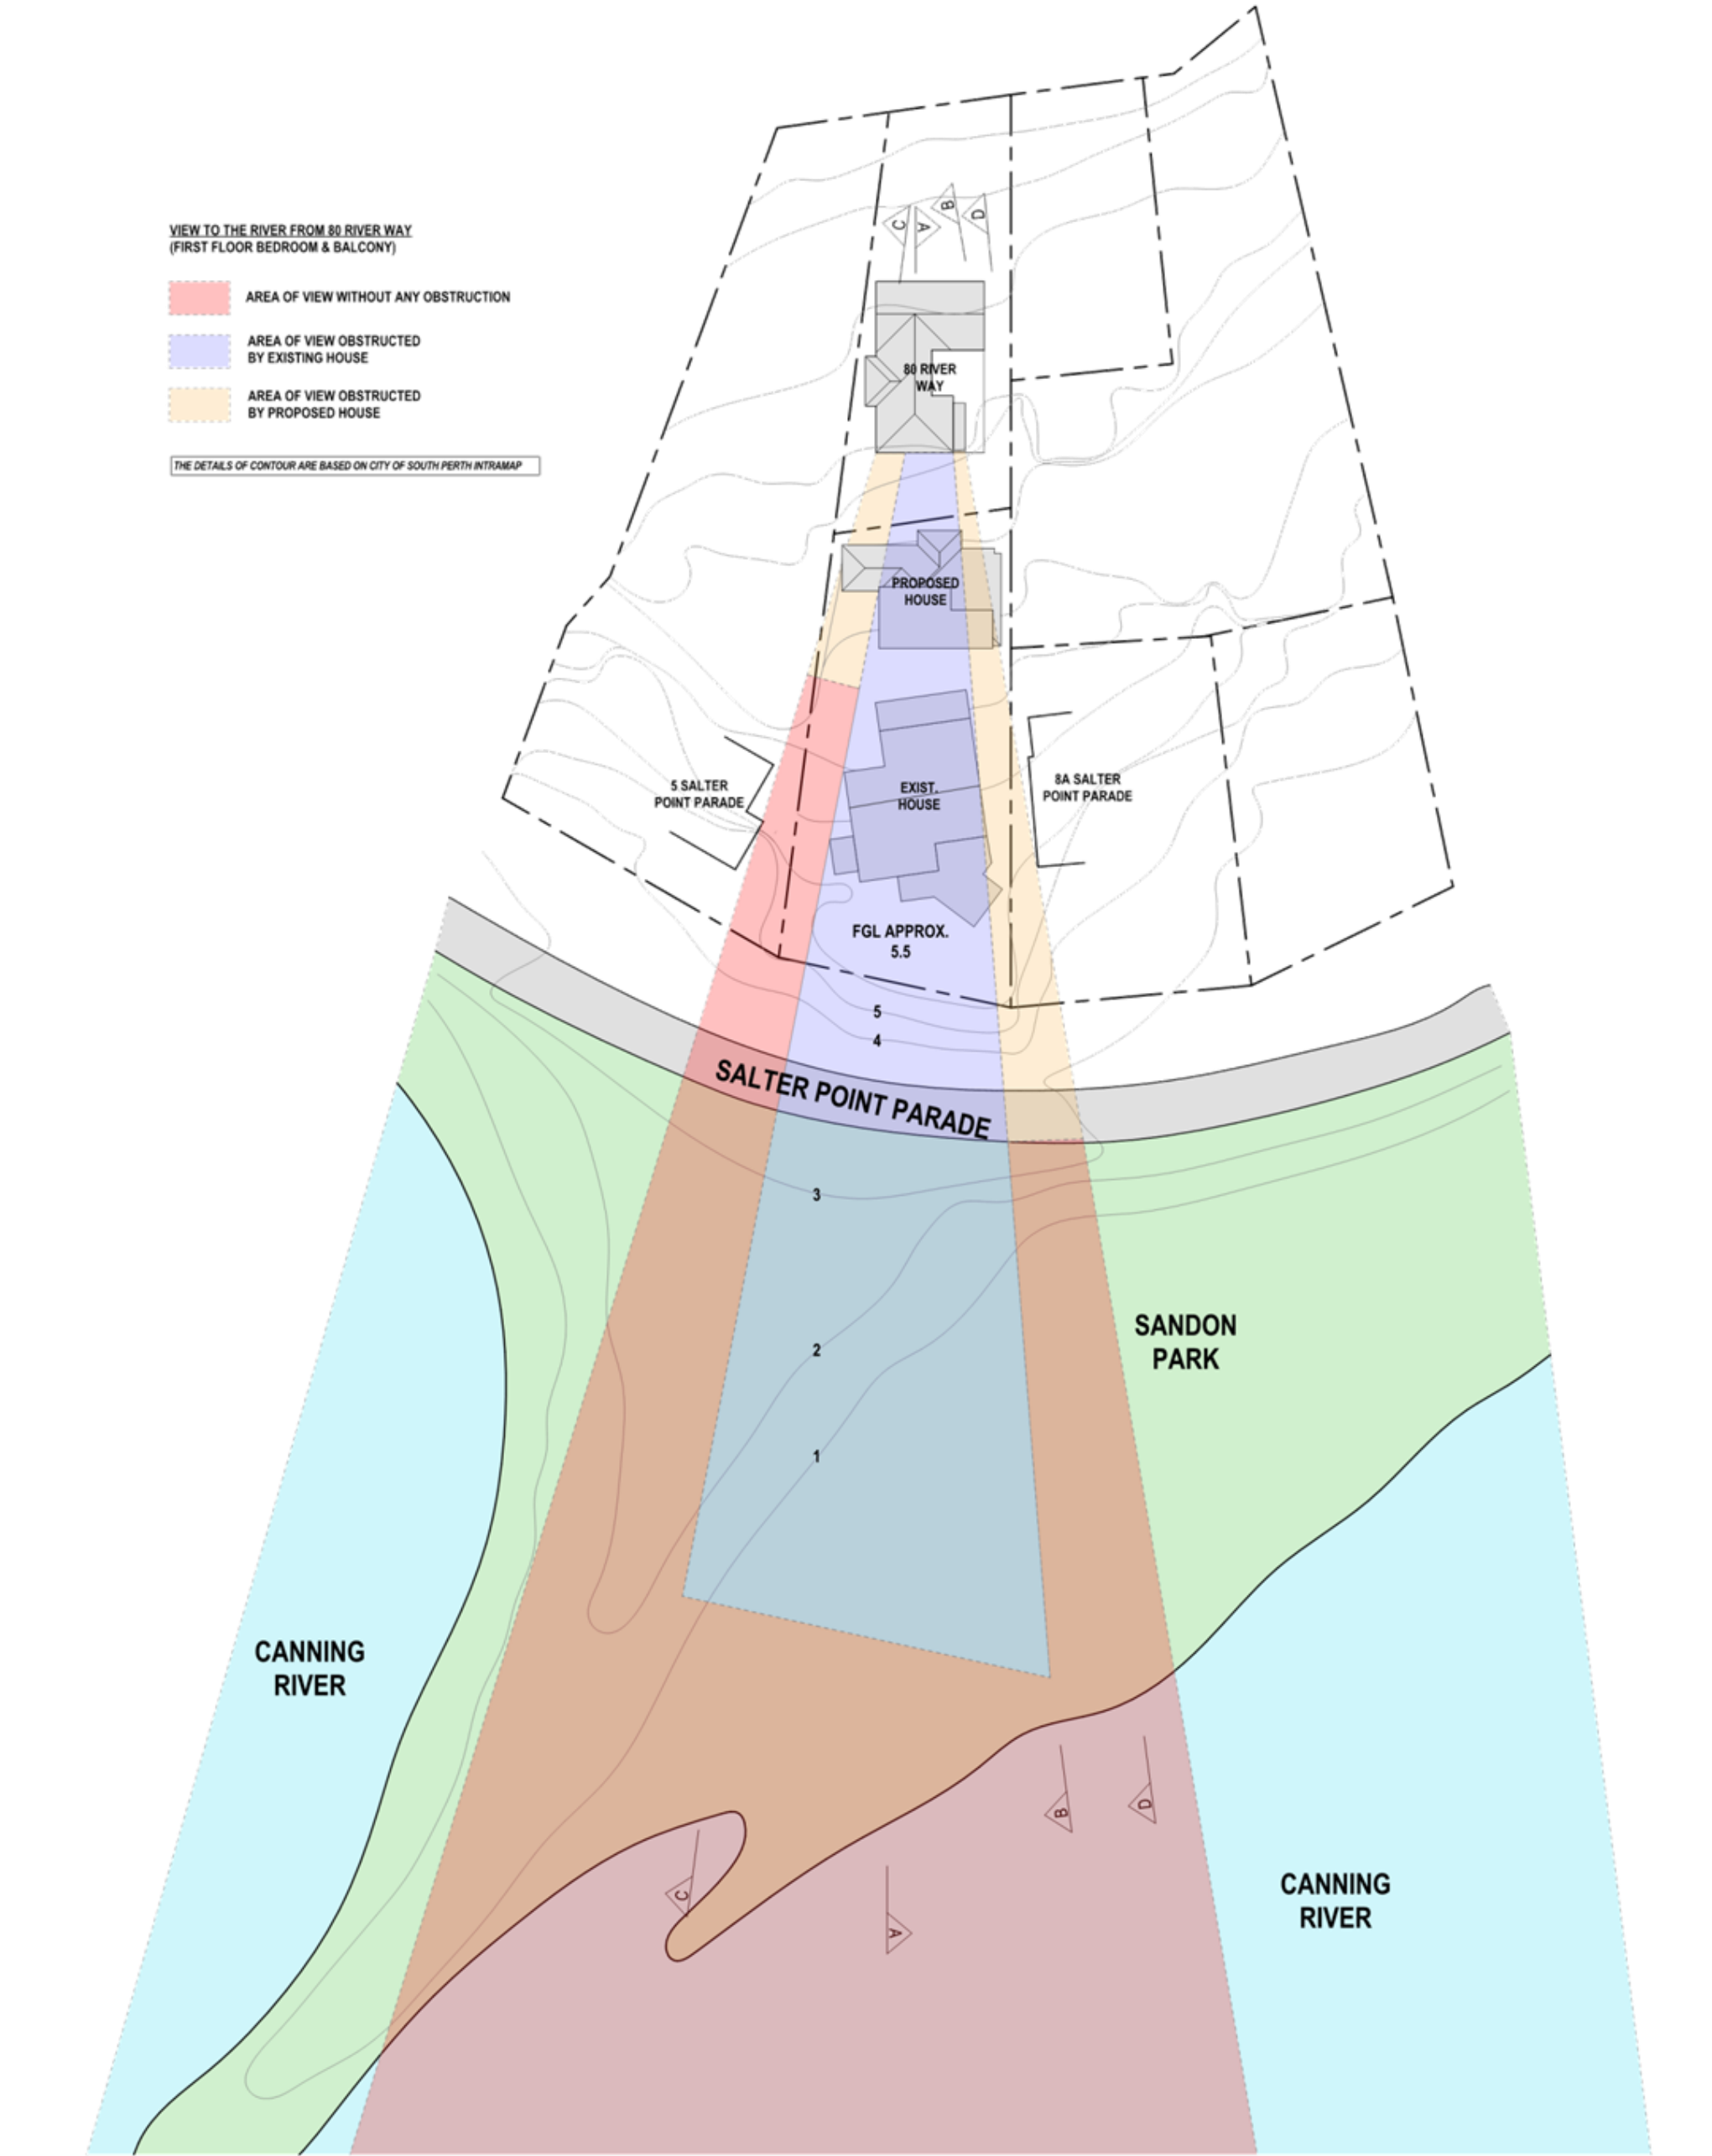 C
A
B
D
VIEW TO THE RIVER FROM 80 RIVER WAY
(FIRST FLOOR BEDROOM & BALCONY)
AREA OF VIEW WITHOUT ANY OBSTRUCTION
AREA OF VIEW OBSTRUCTED
BY EXISTING HOUSE
AREA OF VIEW OBSTRUCTED
BY PROPOSED HOUSE
THE DETAILS OF CONTOUR ARE BASED ON CITY OF SOUTH PERTH INTRAMAP
80 RIVER
WAY
PROPOSED
HOUSE
5 SALTER
POINT PARADE
EXIST.
HOUSE
8A SALTER
POINT PARADE
FGL APPROX.
5.5
5
4
SALTER POINT PARADE
3
2
1
SANDON
PARK
CANNING
RIVER
B
D
C
A
CANNING
RIVER